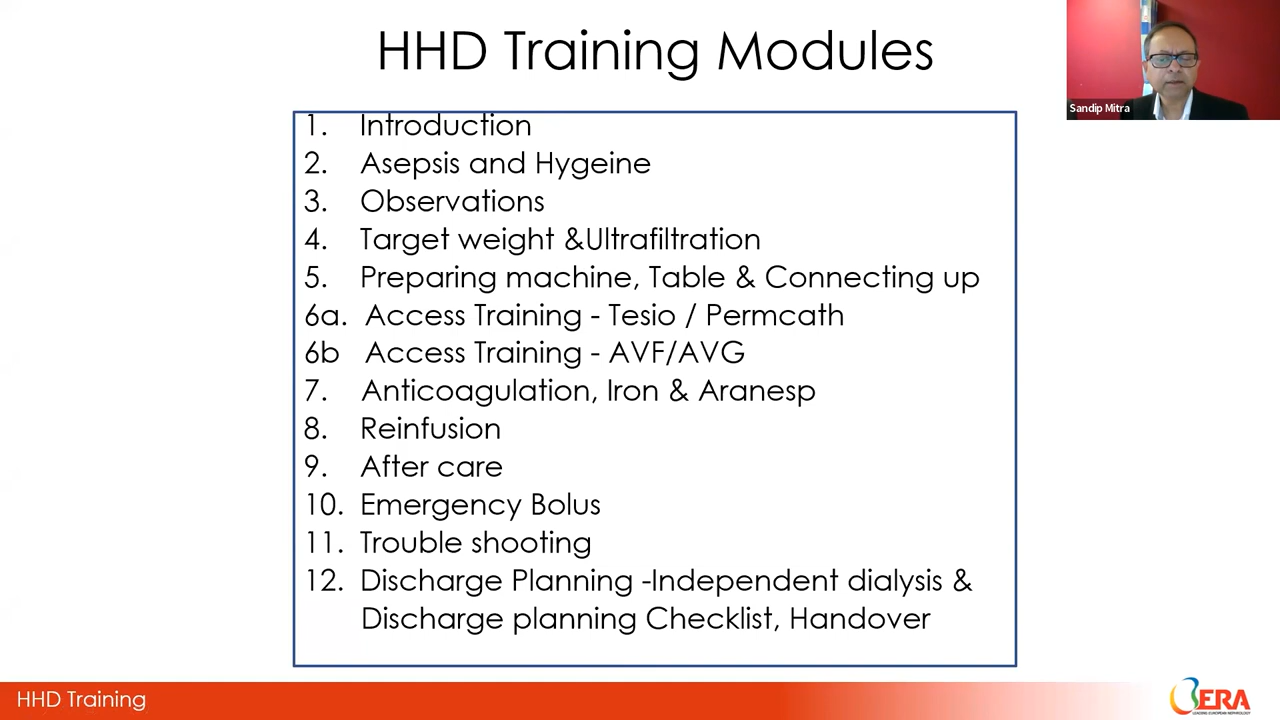 HHD Training Modules
Sandip Mitra
1. Introduction
2. Asepsis and Hygeine
3. Observations
4. Target weight &Ultrafiltration
5. Preparing machine, Table & Connecting up
6a. Access Training - Tesio / Permcath
6b Access Training - AVF/AVG
7. Anticoagulation, Iron & Aranesp
8. Reinfusion
9. After care
10. Emergency Bolus
11. Trouble shooting
12. Discharge Planning -Independent dialysis &
Discharge planning Checklist, Handover
HHD Training
ERA
LEADING EUROPEAN NEPHROLOGY